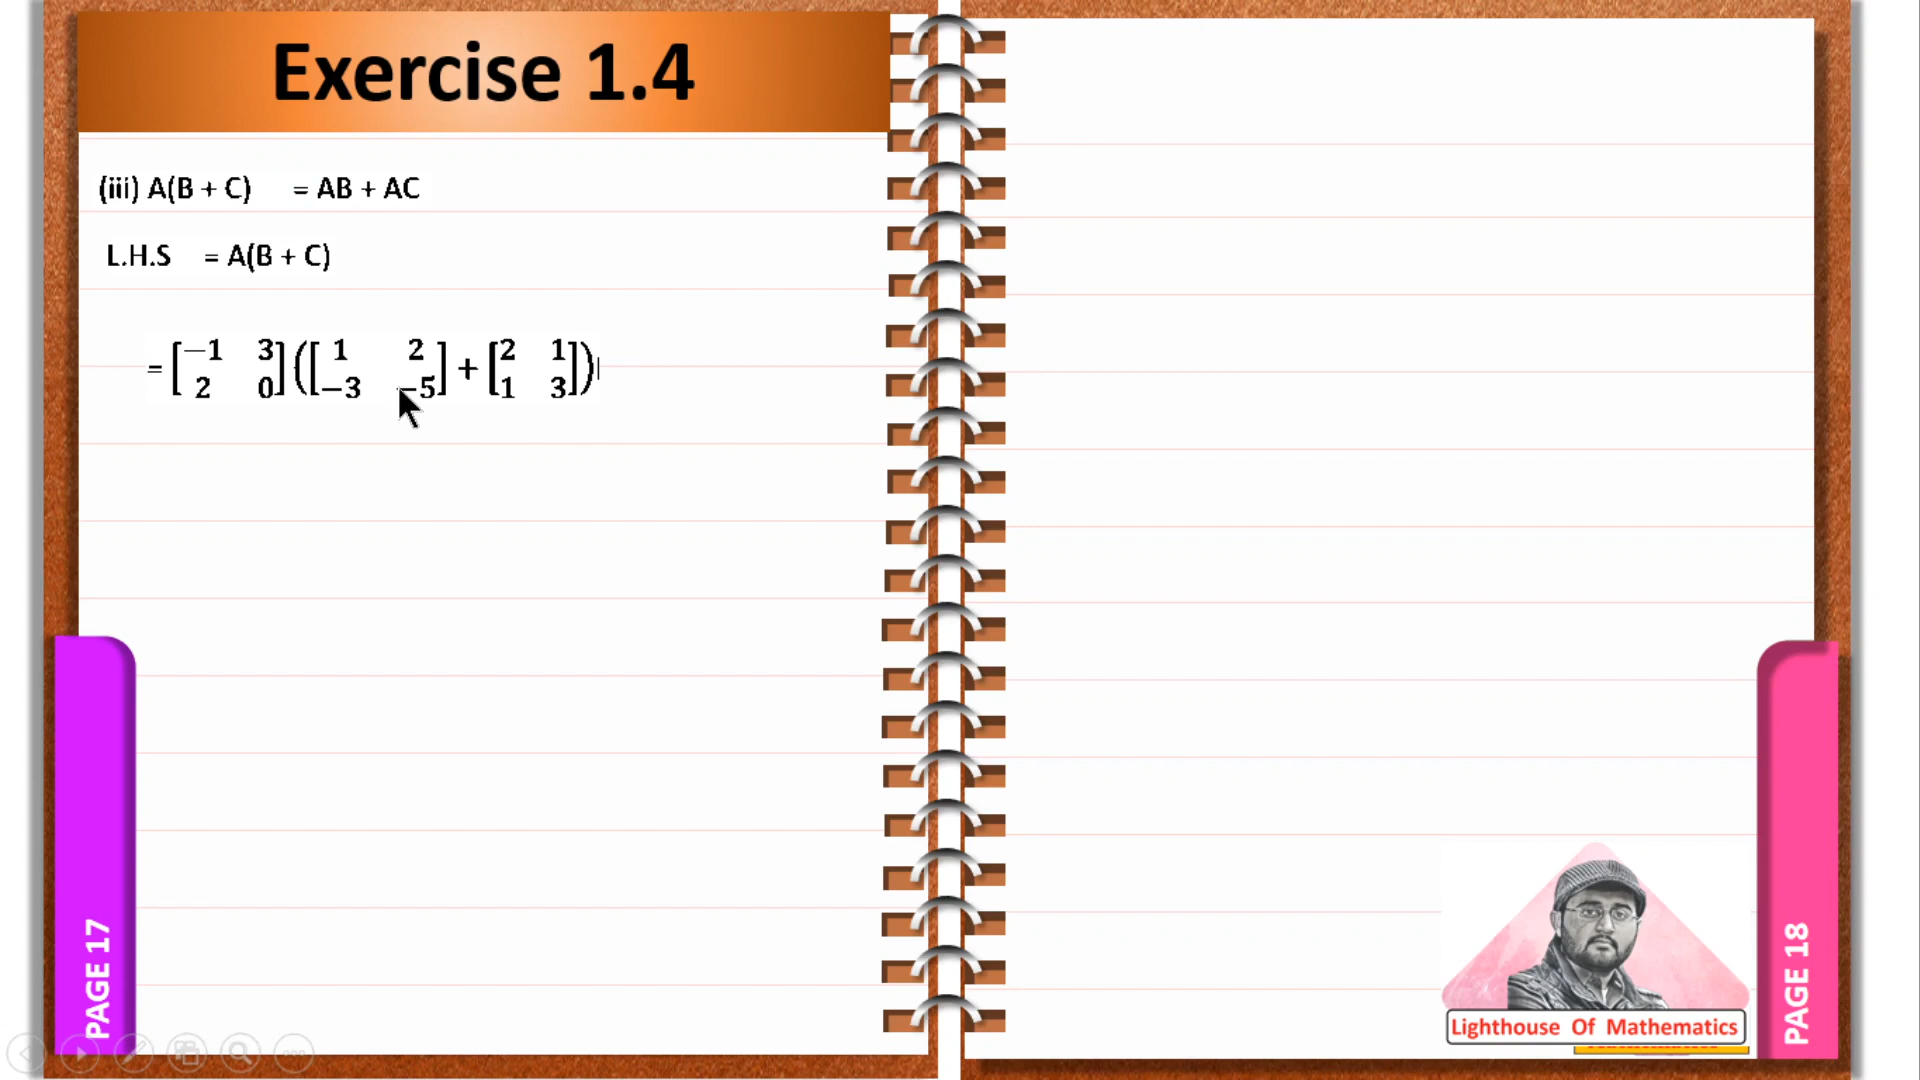 Exercise 1.4
(iii) A(B + C) = AB + AC
L.H.S = A(B + C)
= [−1 3; 2 0] ([1 2; −3 −5] + [2 1; 1 3])
PAGE 17
PAGE 18
Lighthouse Of Mathematics